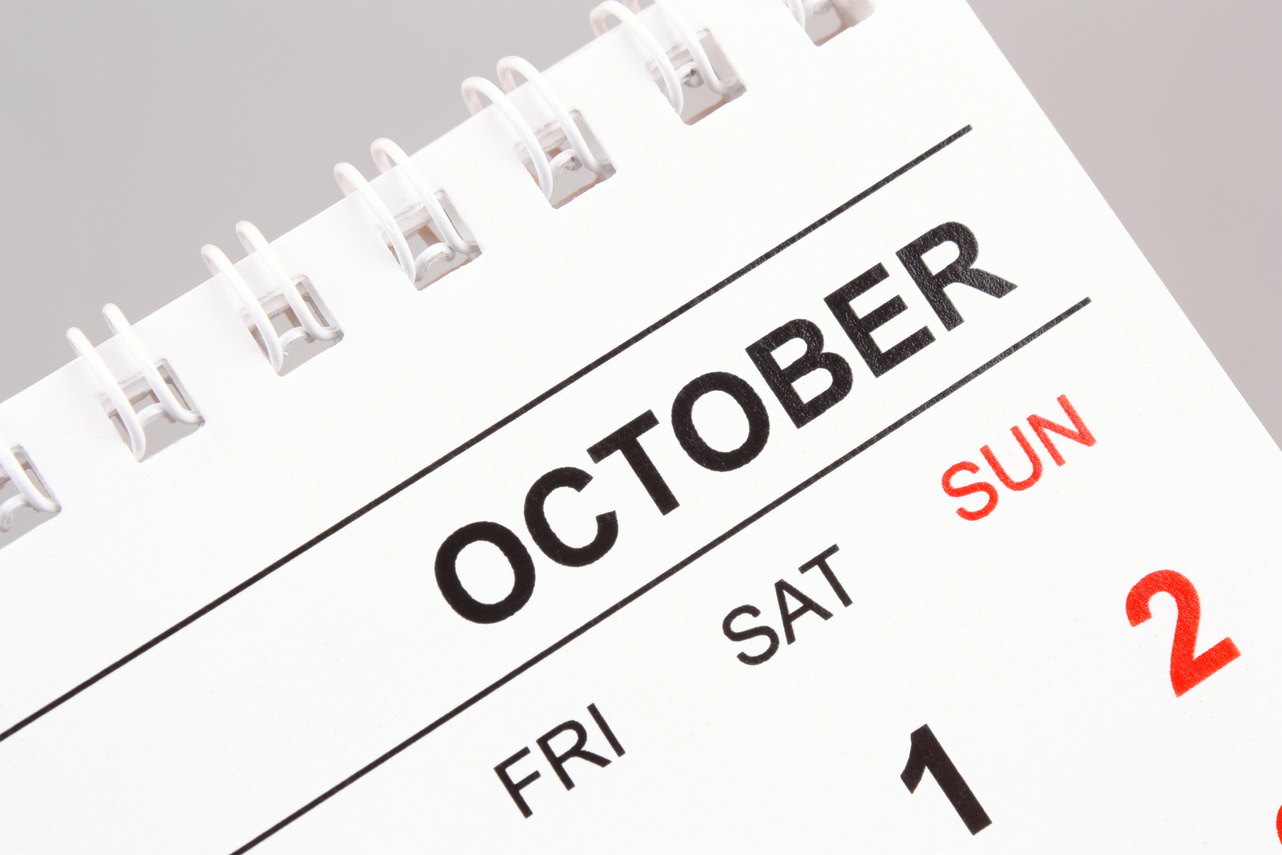 OCTOBER
FRI SAT SUN
1 2